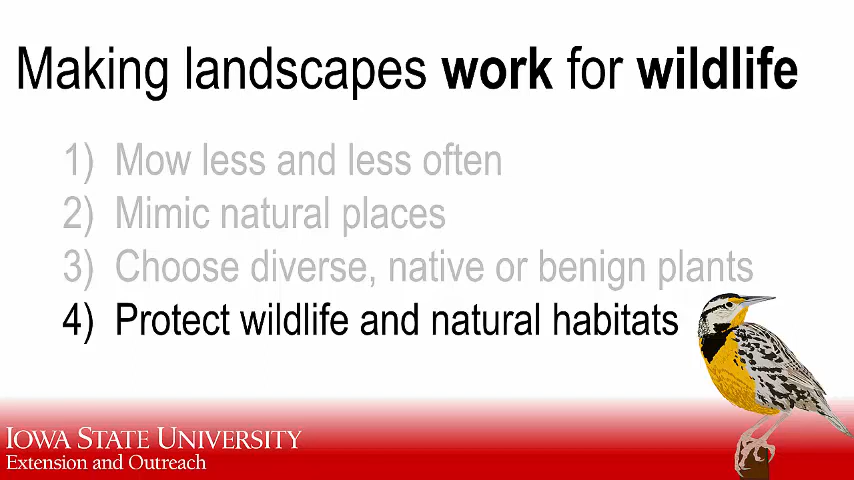 Making landscapes work for wildlife
1) Mow less and less often
2) Mimic natural places
3) Choose diverse, native or benign plants
4) Protect wildlife and natural habitats
IOWA STATE UNIVERSITY
Extension and Outreach